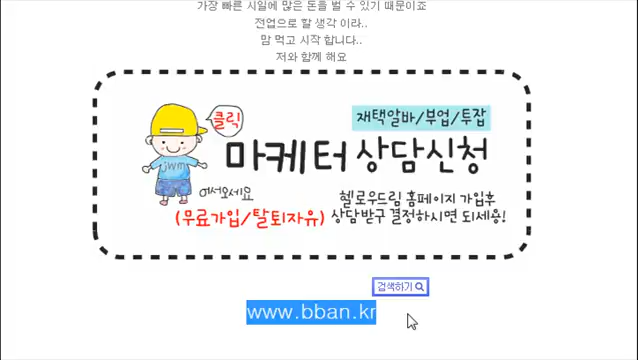 가장 빠른 시일에 많은 돈을 벌 수 있기 때문이죠
전업으로 할 생각 이라..
맘 먹고 시작 합니다..
저와 함께 해요
클릭
재택알바/부업/투잡
마케터 상담신청
jwm
어서오세요
헬로우드림 홈페이지 가입후
(무료가입/탈퇴자유) 상담받구 결정하시면 되세용!
검색하기
www.bban.kr